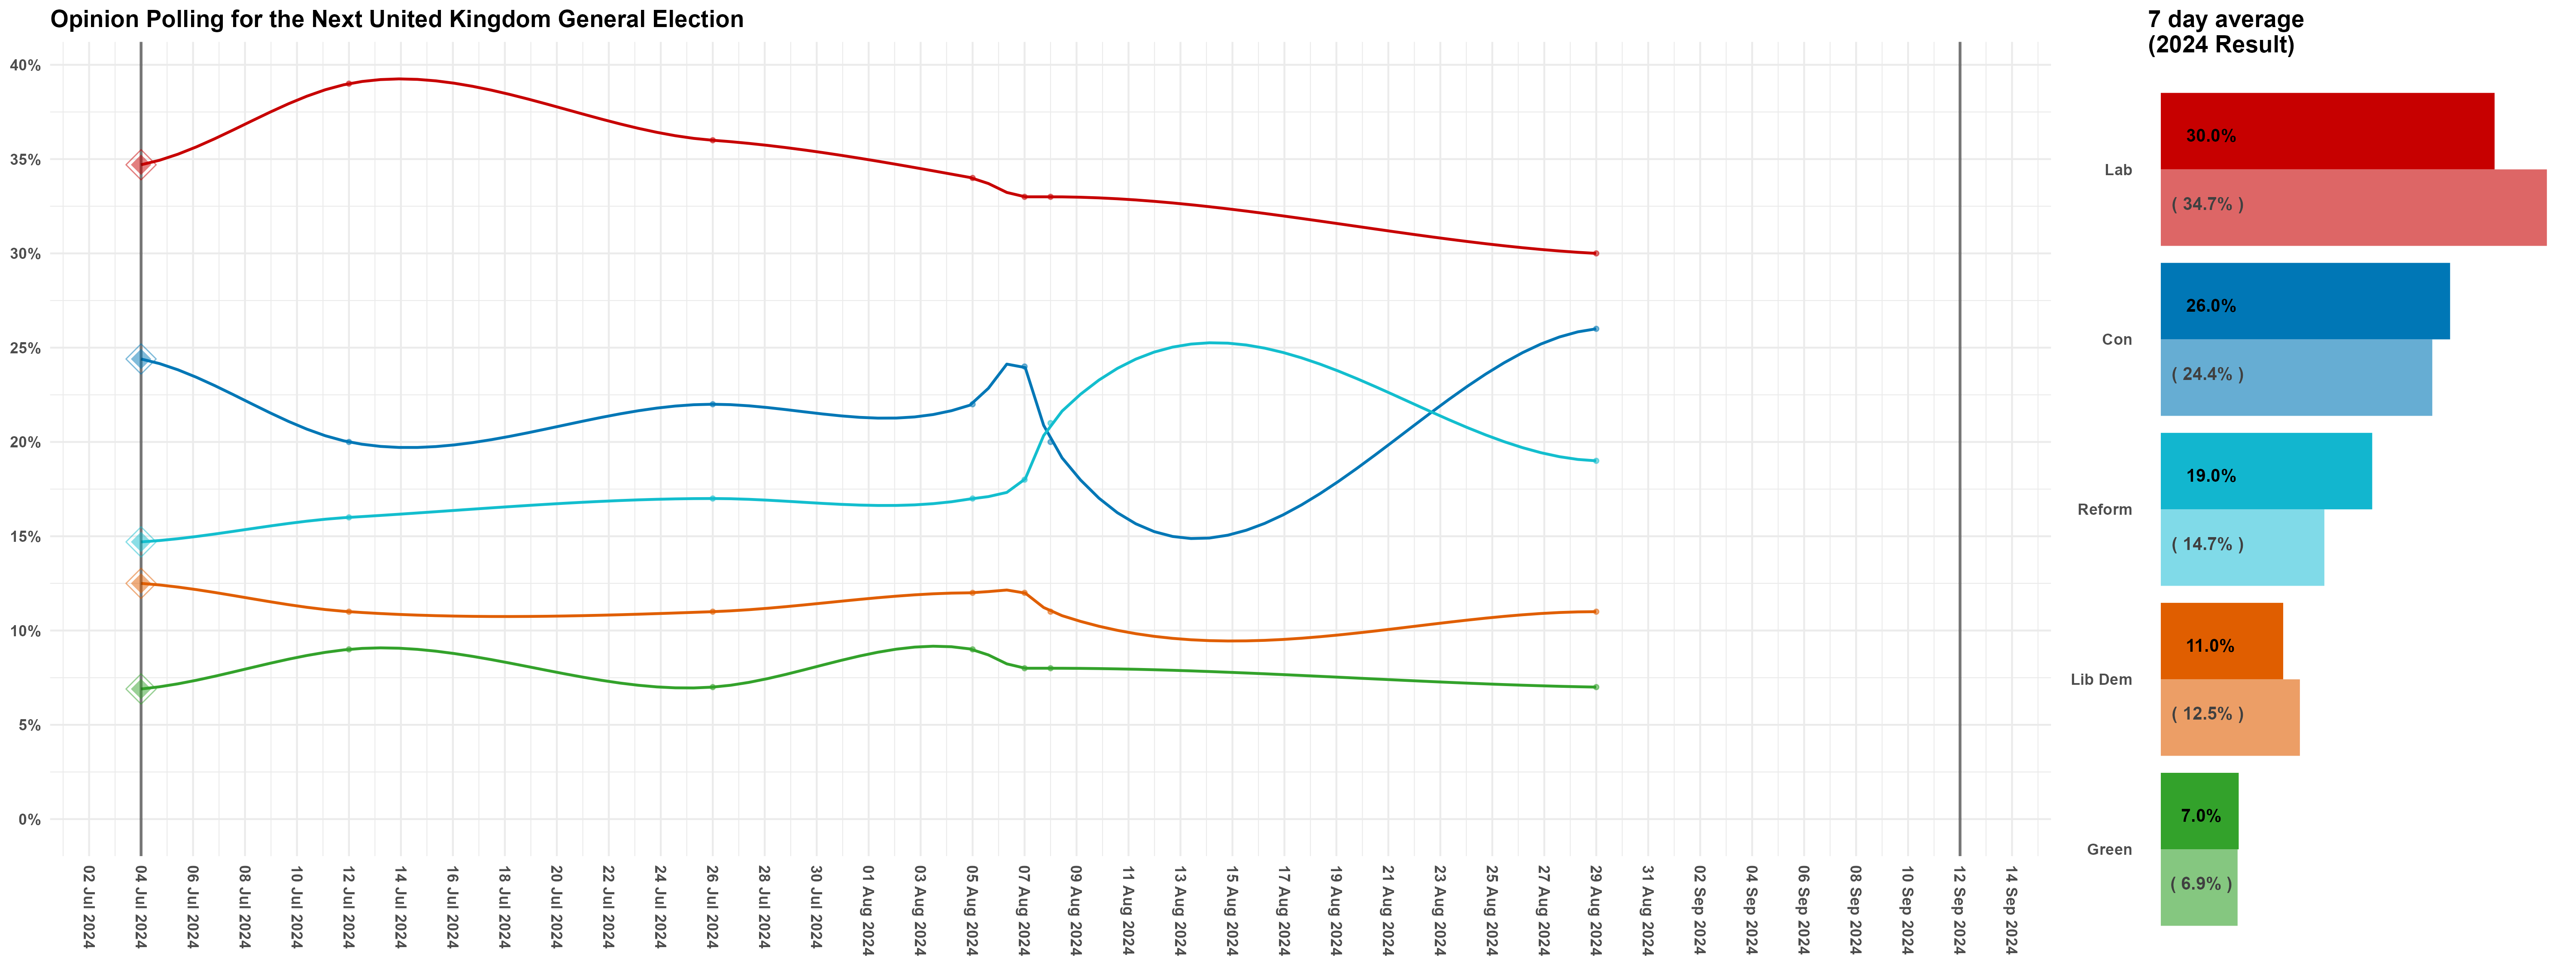 Opinion Polling for the Next United Kingdom General Election
40%
35%
30%
25%
20%
15%
10%
5%
0%
02 Jul 2024
04 Jul 2024
06 Jul 2024
08 Jul 2024
10 Jul 2024
12 Jul 2024
14 Jul 2024
16 Jul 2024
18 Jul 2024
20 Jul 2024
22 Jul 2024
24 Jul 2024
26 Jul 2024
28 Jul 2024
30 Jul 2024
01 Aug 2024
03 Aug 2024
05 Aug 2024
07 Aug 2024
09 Aug 2024
11 Aug 2024
13 Aug 2024
15 Aug 2024
17 Aug 2024
19 Aug 2024
21 Aug 2024
23 Aug 2024
25 Aug 2024
27 Aug 2024
29 Aug 2024
31 Aug 2024
02 Sep 2024
04 Sep 2024
06 Sep 2024
08 Sep 2024
10 Sep 2024
12 Sep 2024
14 Sep 2024
7 day average
(2024 Result)
30.0%
Lab
( 34.7% )
26.0%
Con
( 24.4% )
19.0%
Reform
( 14.7% )
11.0%
Lib Dem
( 12.5% )
7.0%
Green
( 6.9% )